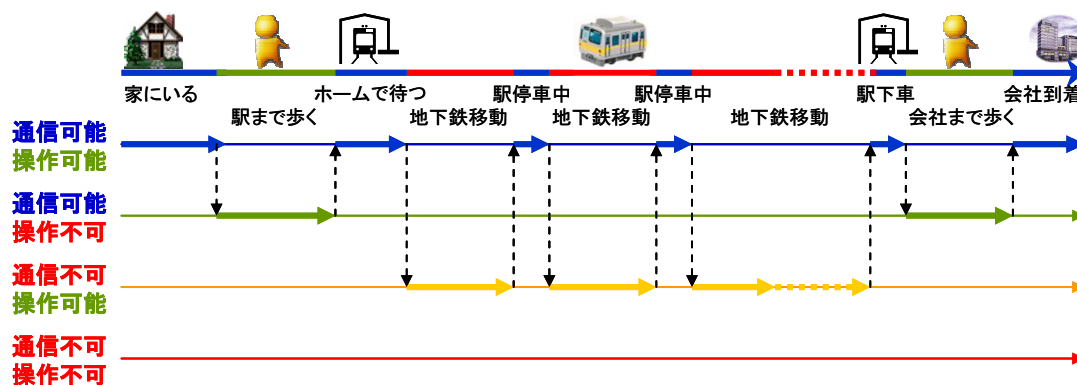 家にいる
駅まで歩く
ホームで待つ
地下鉄移動
駅停車中
地下鉄移動
駅停車中
地下鉄移動
駅下車
会社まで歩く
会社到着
通信可能
操作可能
通信可能
操作不可
通信不可
操作可能
通信不可
操作不可